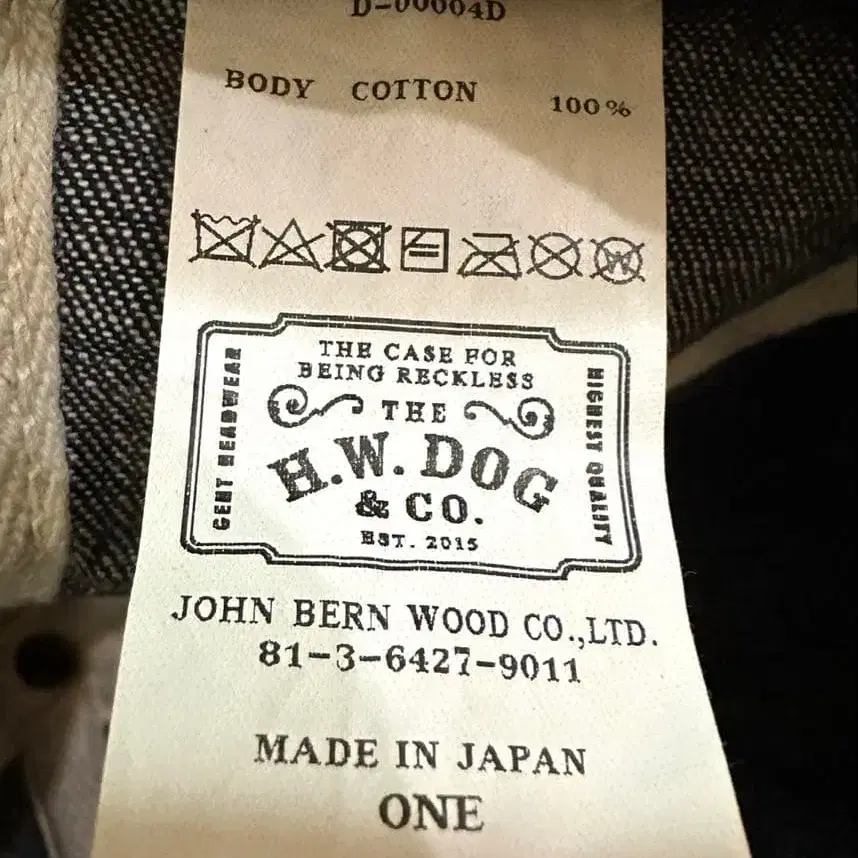 D-00004D
BODY COTTON 100%
W
THE CASE FOR
BEING RECKLESS
THE
H.W. DOG
& CO.
EST. 2015
GENT HEADWEAR
HIGHEST QUALITY
JOHN BERN WOOD CO.,LTD.
81-3-6427-9011
MADE IN JAPAN
ONE